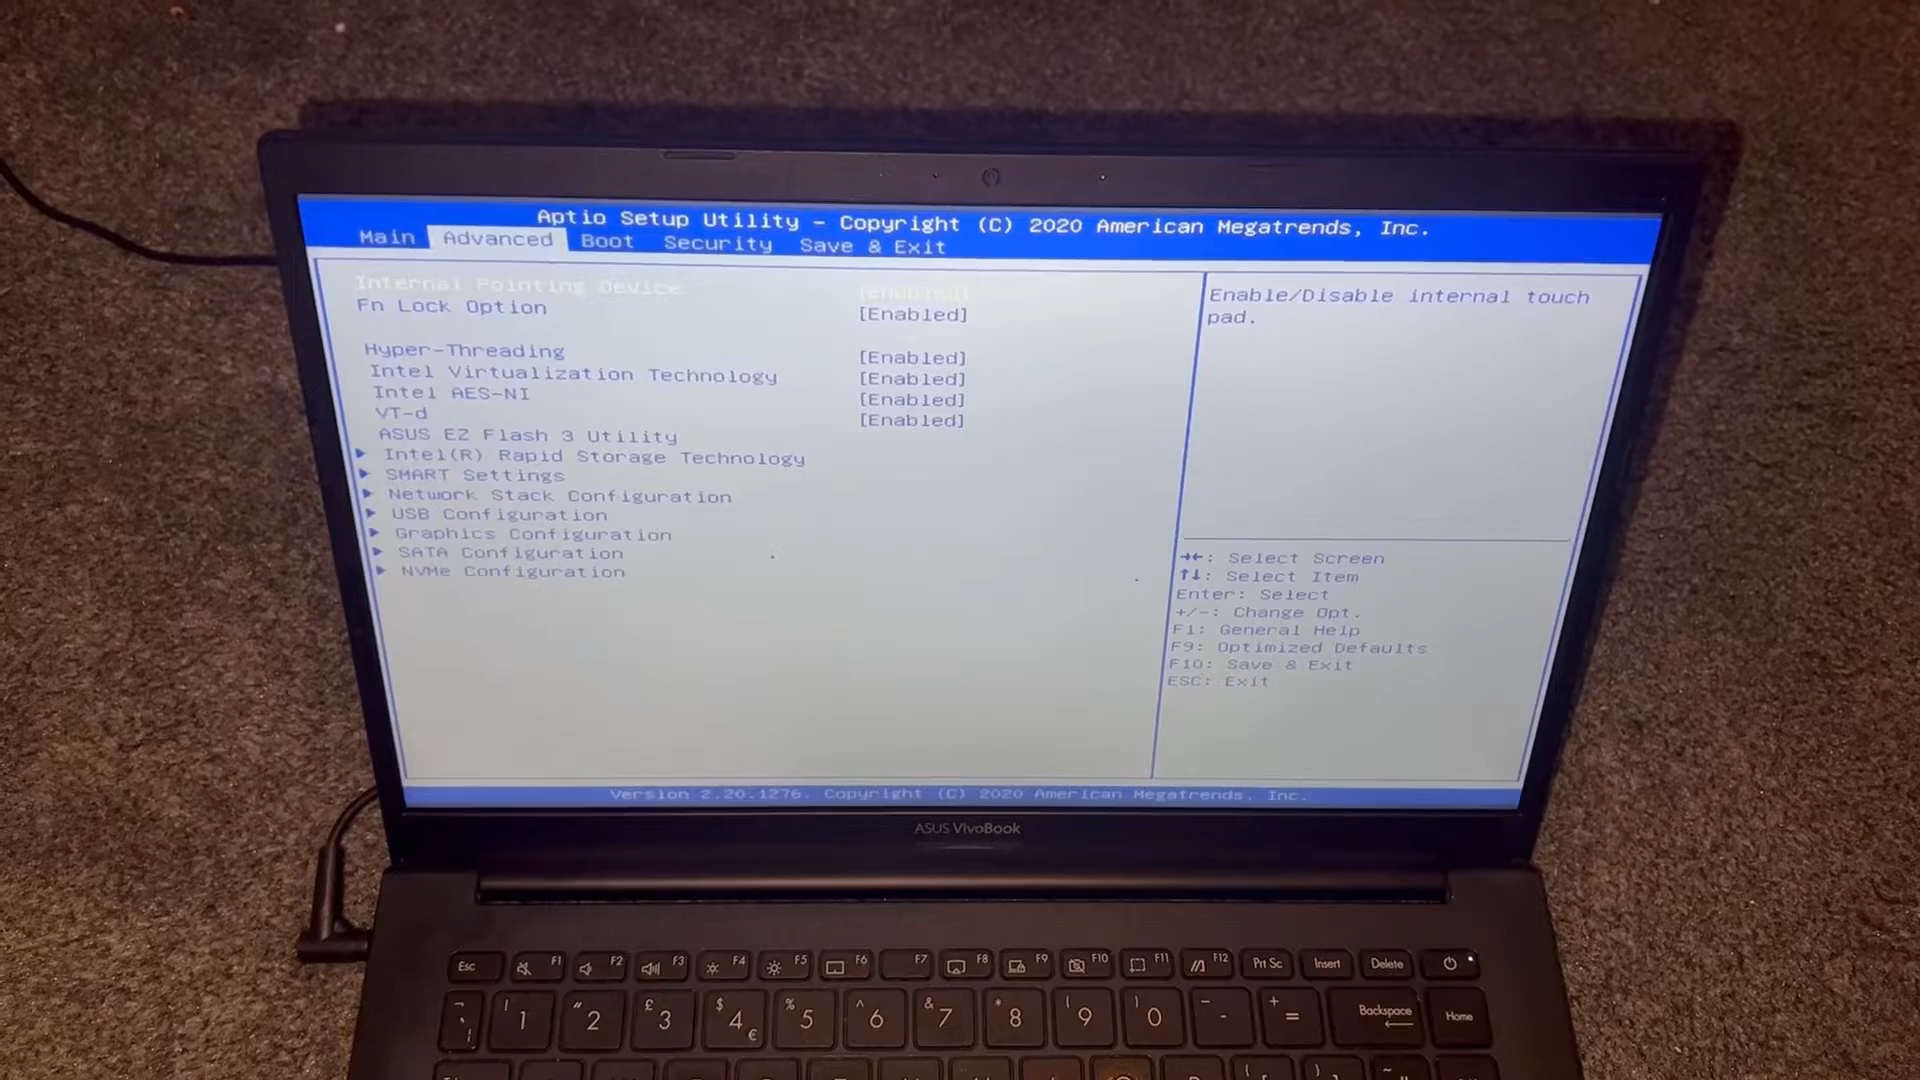 Aptio Setup Utility - Copyright (C) 2020 American Megatrends, Inc.
Main Advanced Boot Security Save & Exit
Internal Pointing Device [Enabled]
Fn Lock Option [Enabled]
Hyper-Threading [Enabled]
Intel Virtualization Technology [Enabled]
Intel AES-NI [Enabled]
VT-d [Enabled]
ASUS EZ Flash 3 Utility
Intel(R) Rapid Storage Technology
SMART Settings
Network Stack Configuration
USB Configuration
Graphics Configuration
SATA Configuration
NVMe Configuration
Enable/Disable internal touch
pad.
→←: Select Screen
↑↓: Select Item
Enter: Select
+/-: Change Opt.
F1: General Help
F9: Optimized Defaults
F10: Save & Exit
ESC: Exit
Version 2.20.1276. Copyright (C) 2020 American Megatrends, Inc.
ASUS VivoBook
Esc F1 F2 F3 F4 F5 F6 F7 F8 F9 F10 F11 F12 Prt Sc Insert Delete
¬ ` ¦ ! 1 " 2 £ 3 $ 4 € % 5 ^ 6 & 7 * 8 ( 9 ) 0 _ - + = Backspace Home